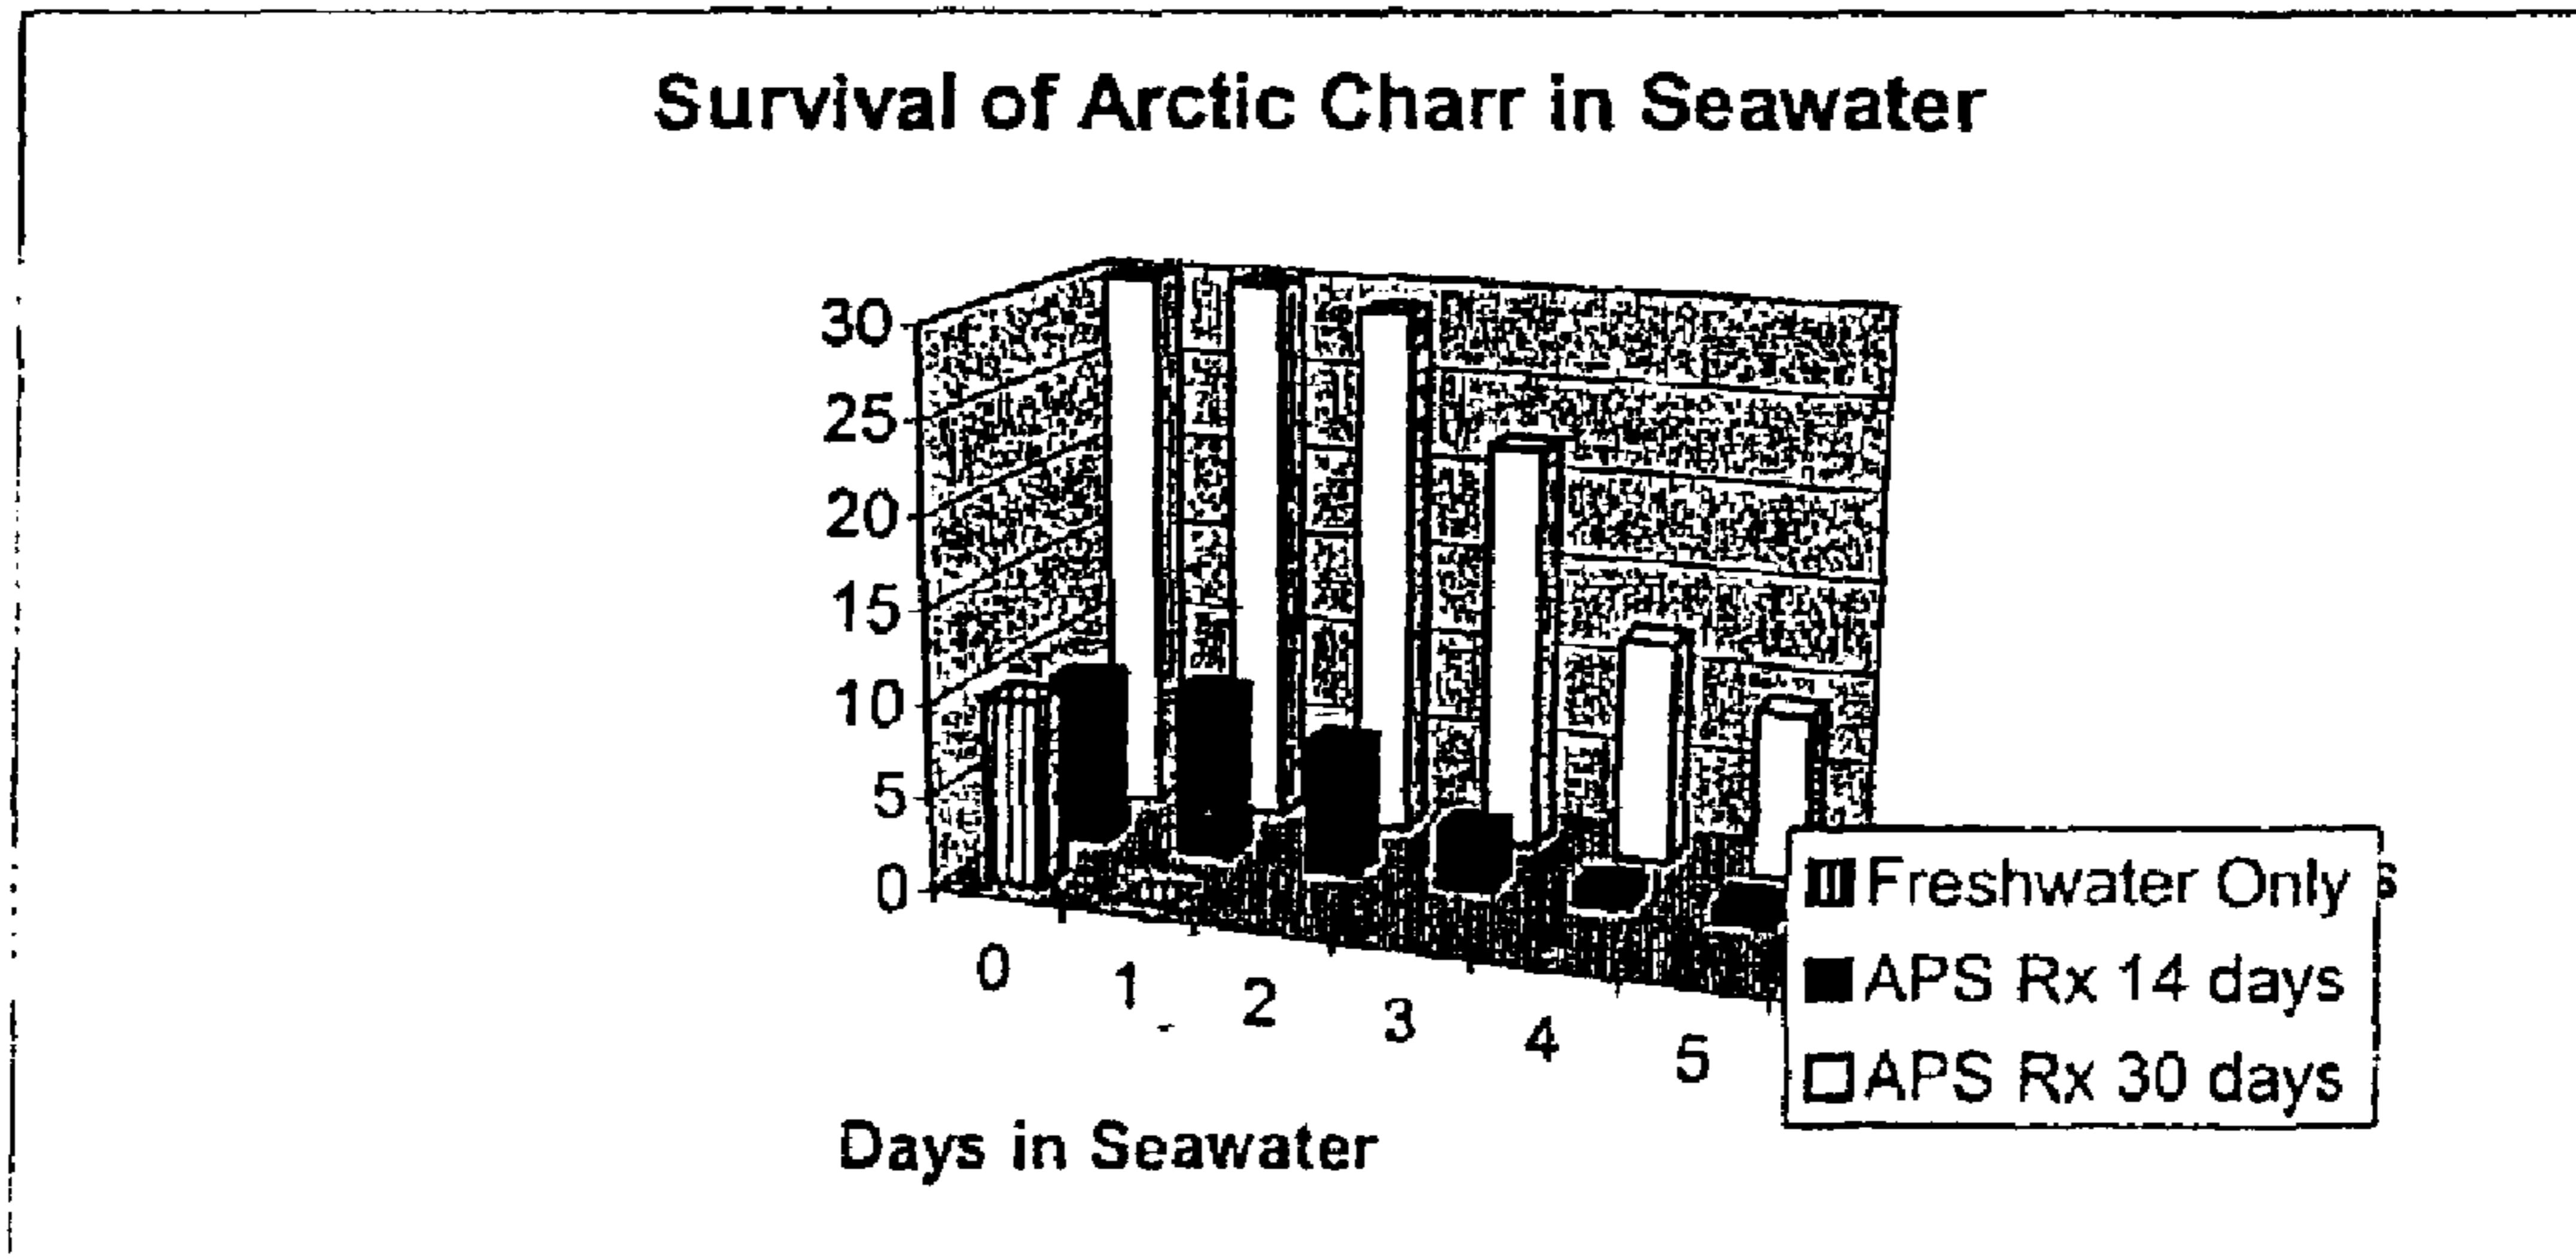 Survival of Arctic Charr in Seawater
30
25
20
15
10
5
0
0
1
2
3
4
5
Freshwater Only
APS Rx 14 days
APS Rx 30 days
s
Days in Seawater